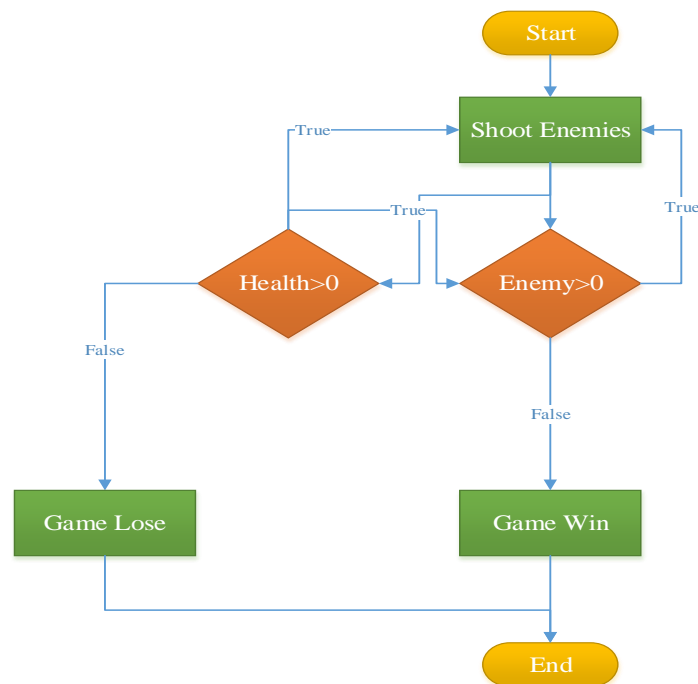 Start
Shoot Enemies
True
True
True
Health>0
Enemy>0
False
False
Game Lose
Game Win
End